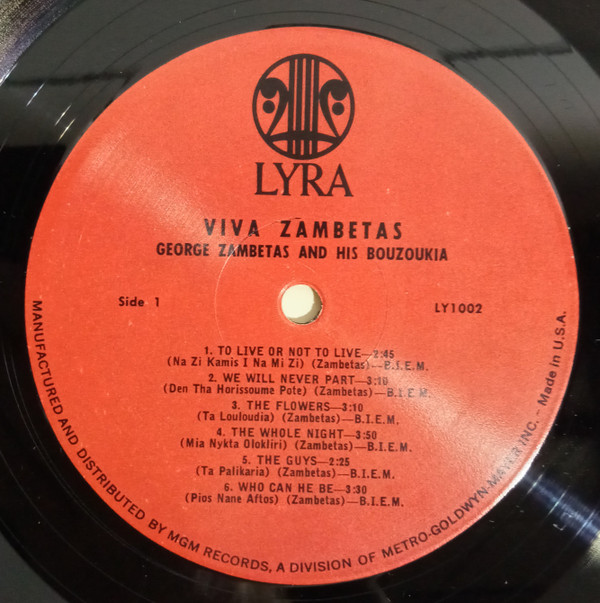 LYRA
VIVA ZAMBETAS
GEORGE ZAMBETAS AND HIS BOUZOUKIA
Side 1
LY1002
1. TO LIVE OR NOT TO LIVE—2:45
(Na Zi Kamis I Na Mi Zi) (Zambetas)—B.I.E.M.
2. WE WILL NEVER PART—3:10
(Den Tha Horissoume Pote) (Zambetas)—B.I.E.M.
3. THE FLOWERS—3:10
(Ta Louloudia) (Zambetas)—B.I.E.M.
4. THE WHOLE NIGHT—3:50
(Mia Nykta Olokliri) (Zambetas)—B.I.E.M.
5. THE GUYS—2:25
(Ta Palikaria) (Zambetas)—B.I.E.M.
6. WHO CAN HE BE—3:30
(Pios Nane Aftos) (Zambetas)—B.I.E.M.
MANUFACTURED AND DISTRIBUTED BY MGM RECORDS, A DIVISION OF METRO-GOLDWYN-MAYER INC. – Made in U.S.A.